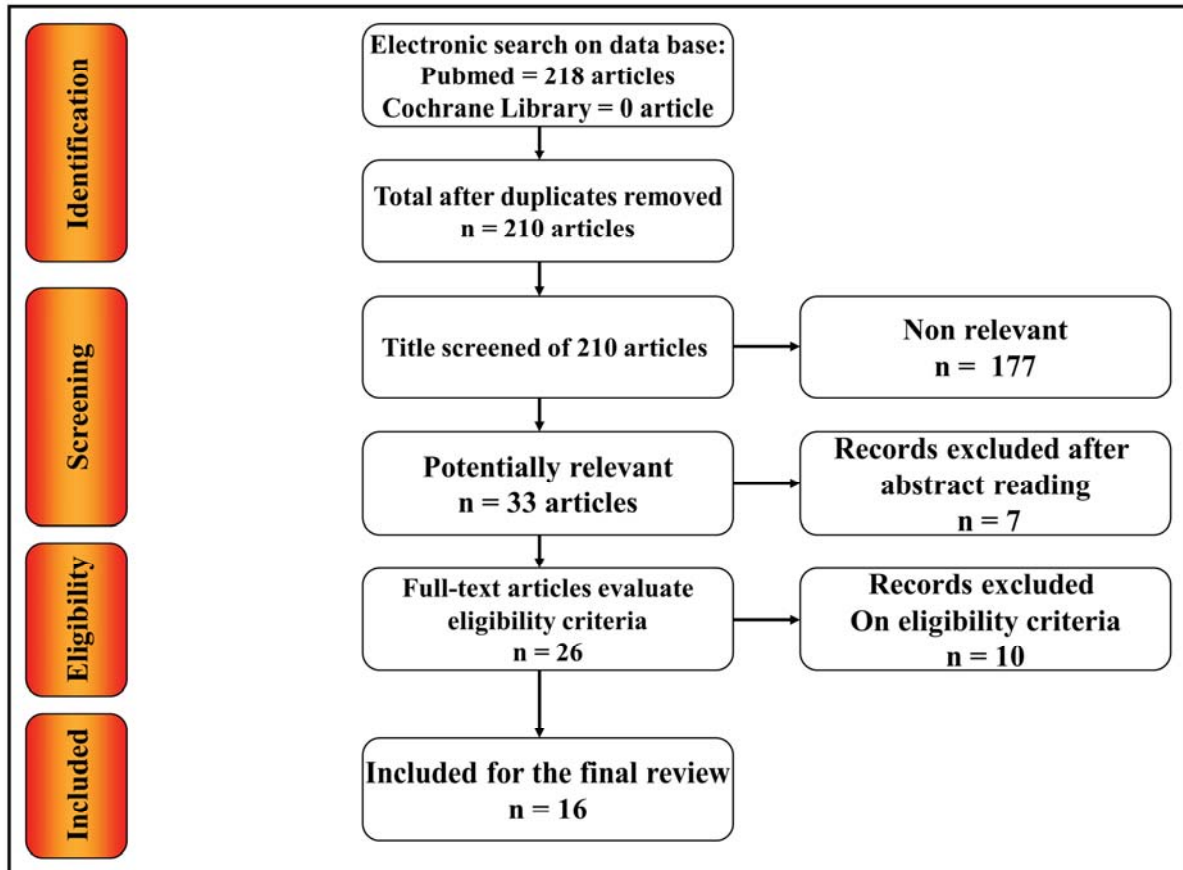 Identification
Electronic search on data base:
Pubmed = 218 articles
Cochrane Library = 0 article
Total after duplicates removed
n = 210 articles
Screening
Title screened of 210 articles
Non relevant
n =  177
Potentially relevant
n = 33 articles
Records excluded after
abstract reading
n = 7
Eligibility
Full-text articles evaluate
eligibility criteria
n = 26
Records excluded
On eligibility criteria
n = 10
Included
Included for the final review
n = 16